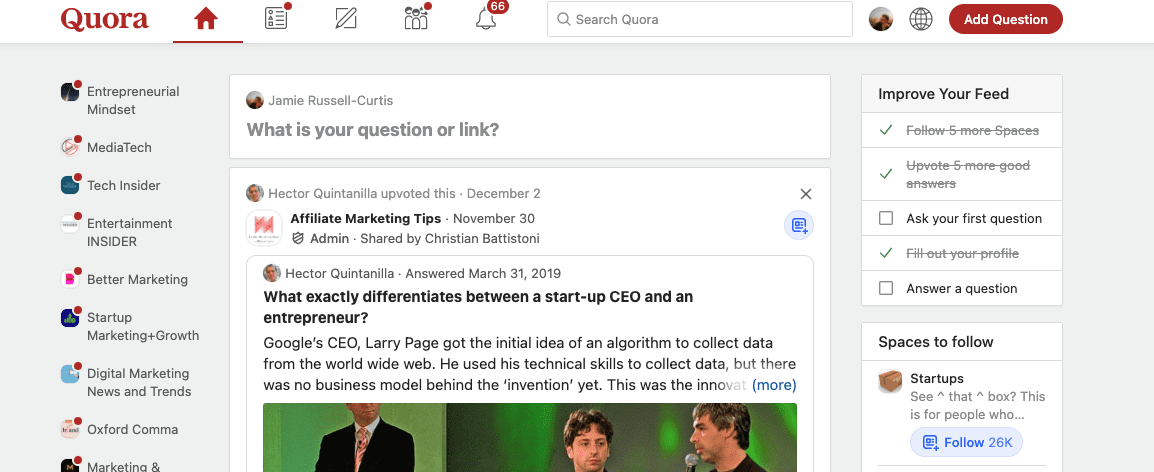 Quora
66
Search Quora
Add Question
Entrepreneurial
Mindset
MediaTech
Tech Insider
Entertainment
INSIDER
Better Marketing
Startup
Marketing+Growth
Digital Marketing
News and Trends
Oxford Comma
Marketing &
Jamie Russell-Curtis
What is your question or link?
Hector Quintanilla upvoted this · December 2
Affiliate Marketing Tips · November 30
Admin · Shared by Christian Battistoni
Hector Quintanilla · Answered March 31, 2019
What exactly differentiates between a start-up CEO and an
entrepreneur?
Google’s CEO, Larry Page got the initial idea of an algorithm to collect data
from the world wide web. He used his technical skills to collect data, but there
was no business model behind the ‘invention’ yet. This was the innovat (more)
Improve Your Feed
Follow 5 more Spaces
Upvote 5 more good
answers
Ask your first question
Fill out your profile
Answer a question
Spaces to follow
Startups
See ^ that ^ box? This
is for people who...
Follow 26K